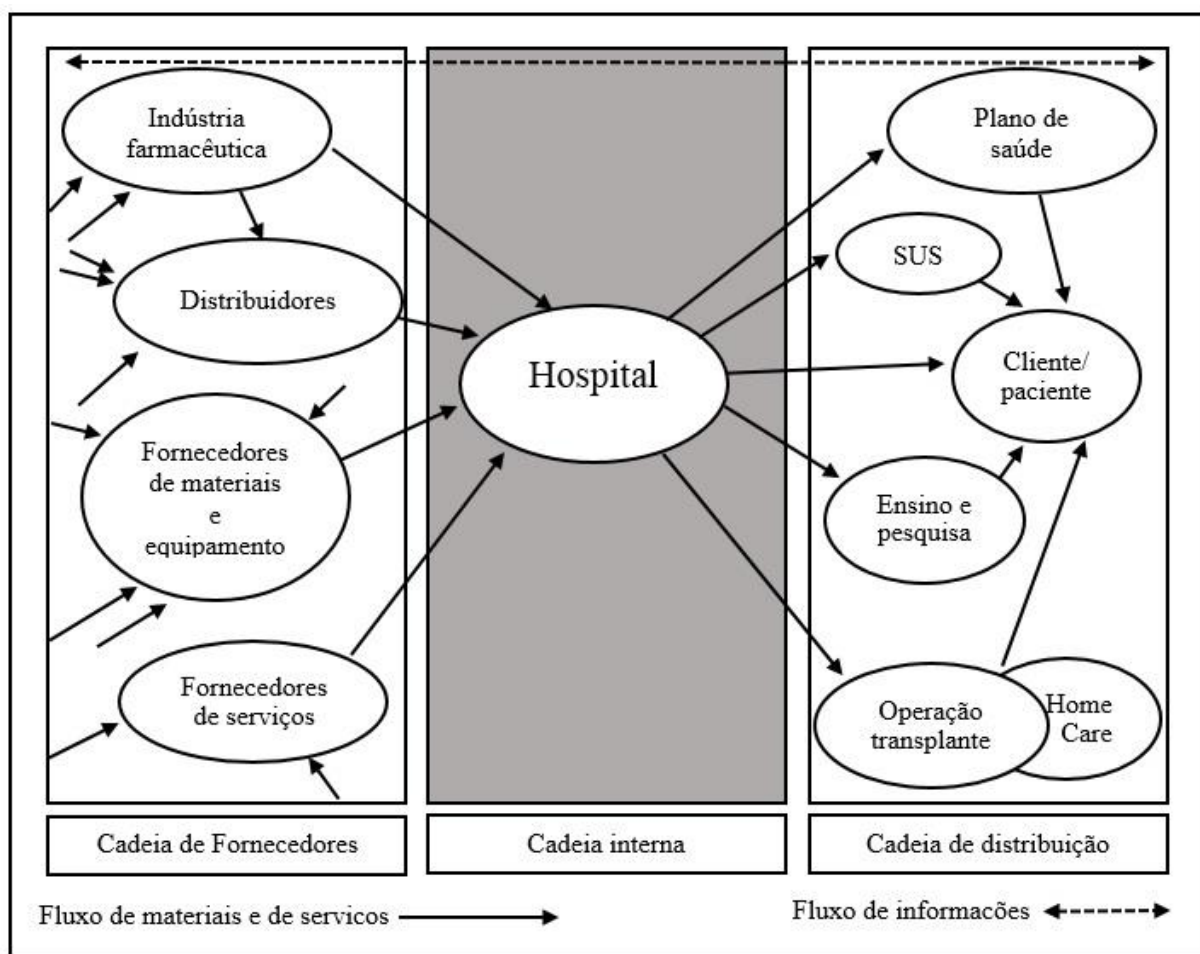 Indústria
farmacêutica
Distribuidores
Fornecedores
de materiais
e
equipamento
Fornecedores
de serviços
Hospital
Plano de
saúde
SUS
Cliente/
paciente
Ensino e
pesquisa
Operação
transplante
Home
Care
Cadeia de Fornecedores
Cadeia interna
Cadeia de distribuição
Fluxo de materiais e de servicos
Fluxo de informacões